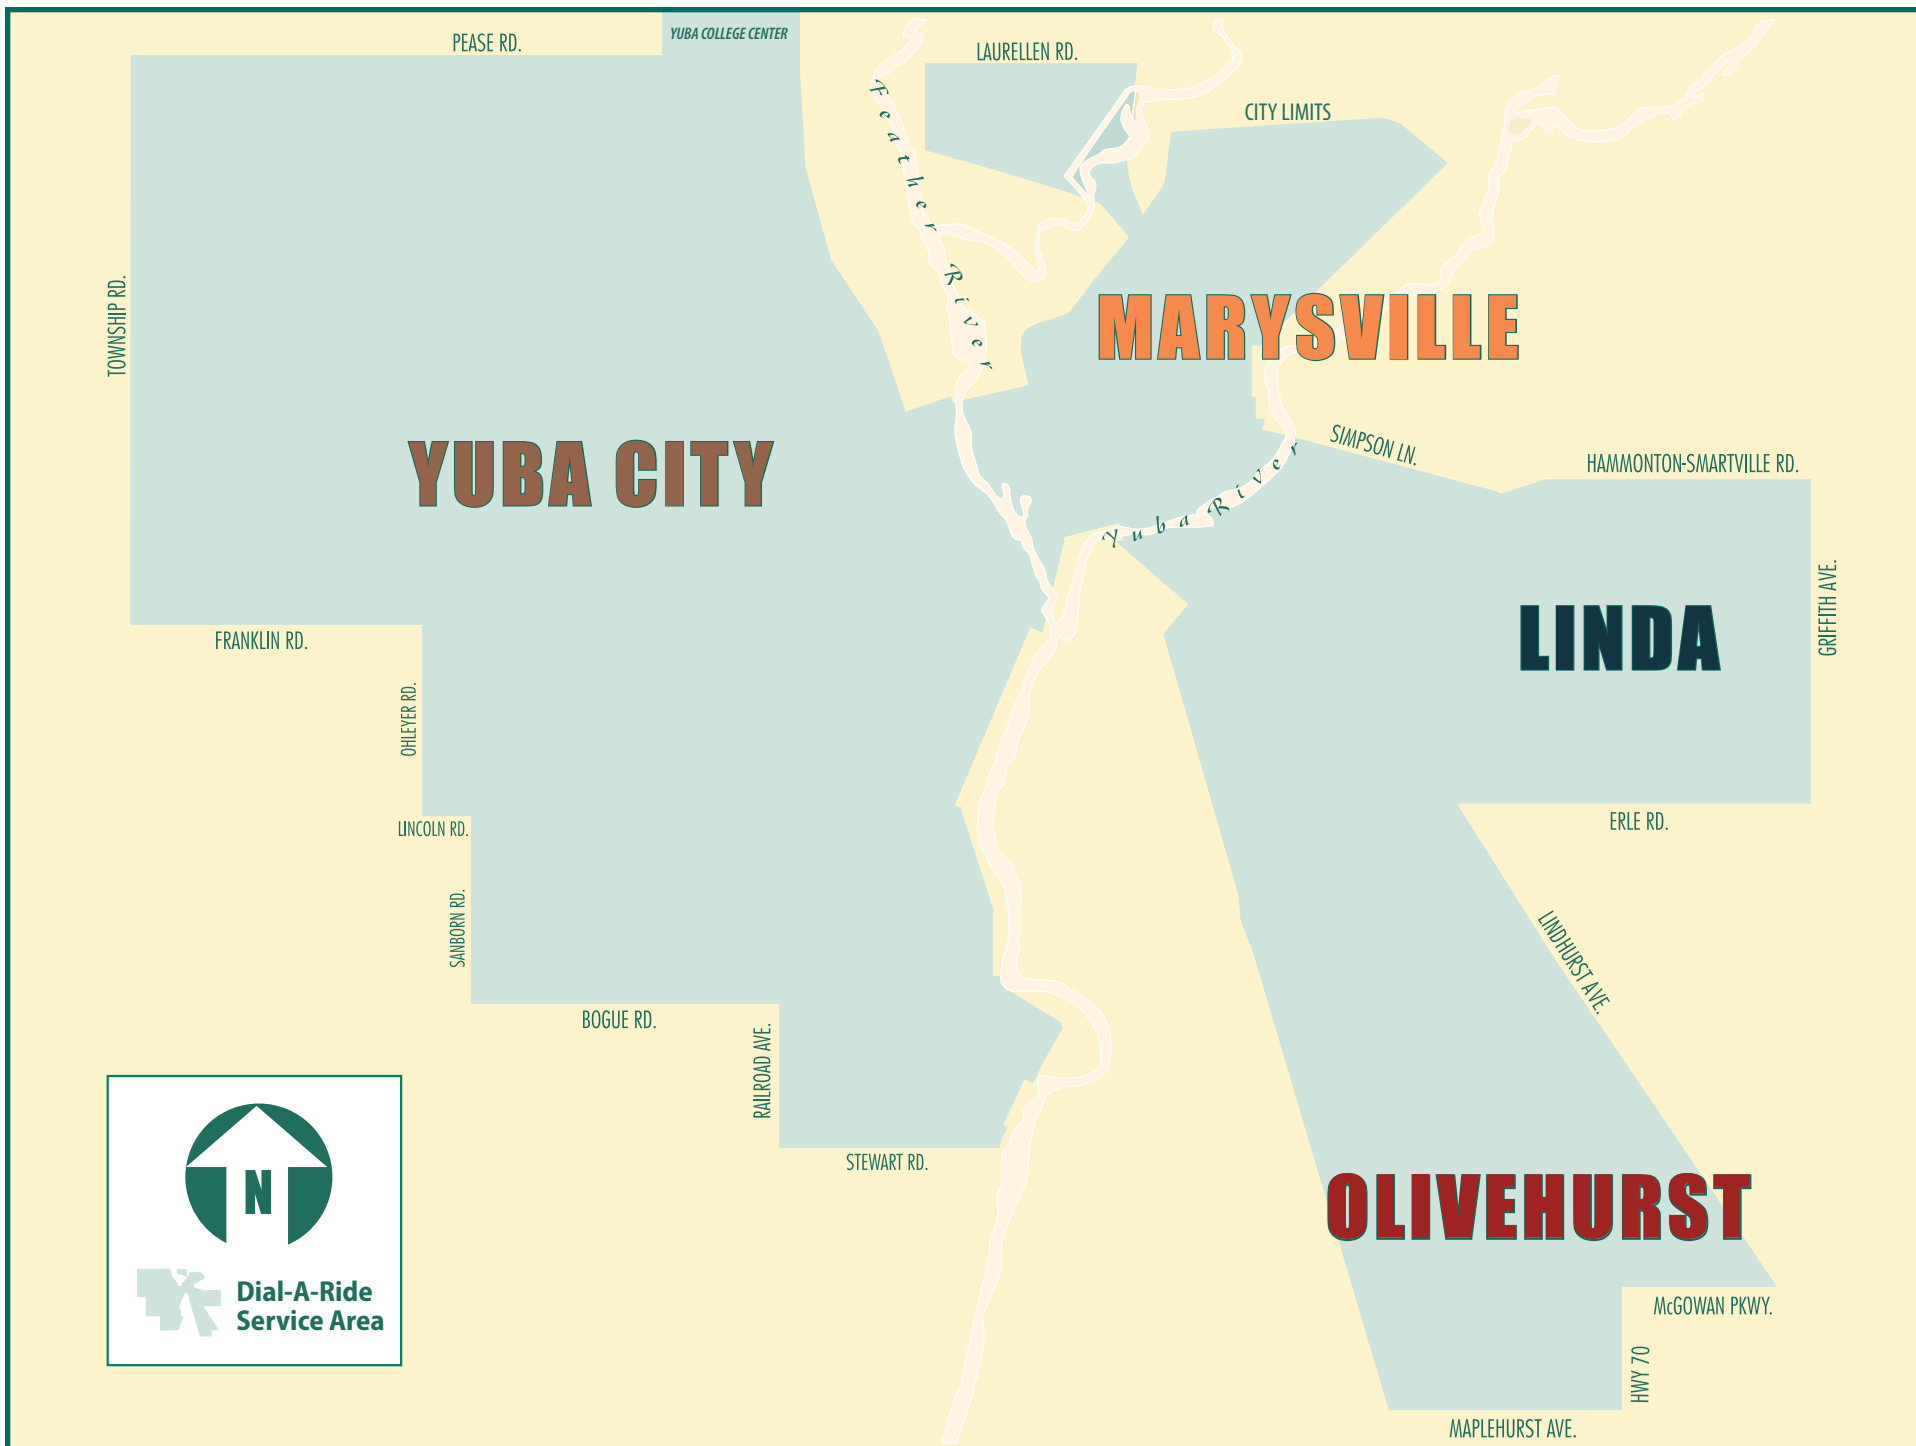 YUBA COLLEGE CENTER
PEASE RD.
LAURELLEN RD.
CITY LIMITS
Feather River
TOWNSHIP RD.
MARYSVILLE
YUBA CITY
SIMPSON LN.
HAMMONTON-SMARTVILLE RD.
Yuba River
GRIFFITH AVE.
LINDA
FRANKLIN RD.
OHLEYER RD.
LINCOLN RD.
ERLE RD.
SANBORN RD.
LINDHURST AVE.
BOGUE RD.
RAILROAD AVE.
STEWART RD.
OLIVEHURST
N
Dial-A-Ride
Service Area
McGOWAN PKWY.
HWY 70
MAPLEHURST AVE.